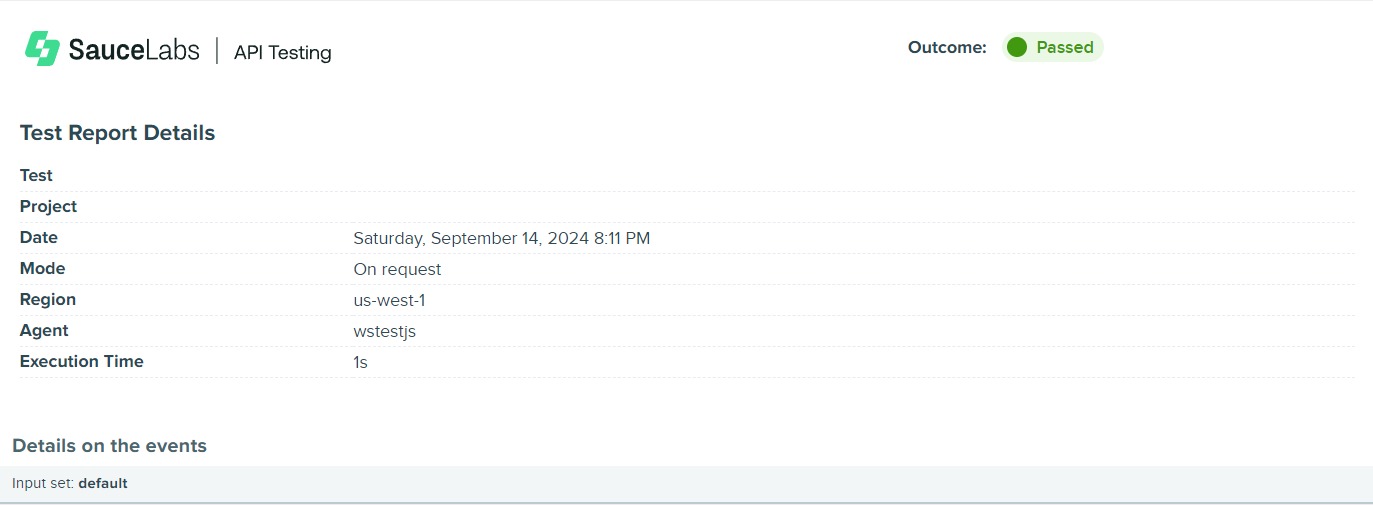 SauceLabs | API Testing
Outcome: Passed
Test Report Details
Test
Project
Date Saturday, September 14, 2024 8:11 PM
Mode On request
Region us-west-1
Agent wstestjs
Execution Time 1s
Details on the events
Input set: default